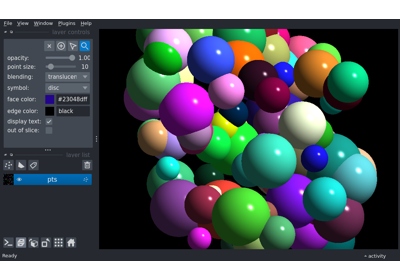 File View Window Plugins Help
layer controls
opacity: 1.00
point size: 10
blending: translucen
symbol: disc
face color: #23048dff
edge color: black
display text:
out of slice:
layer list
pts
Ready
activity